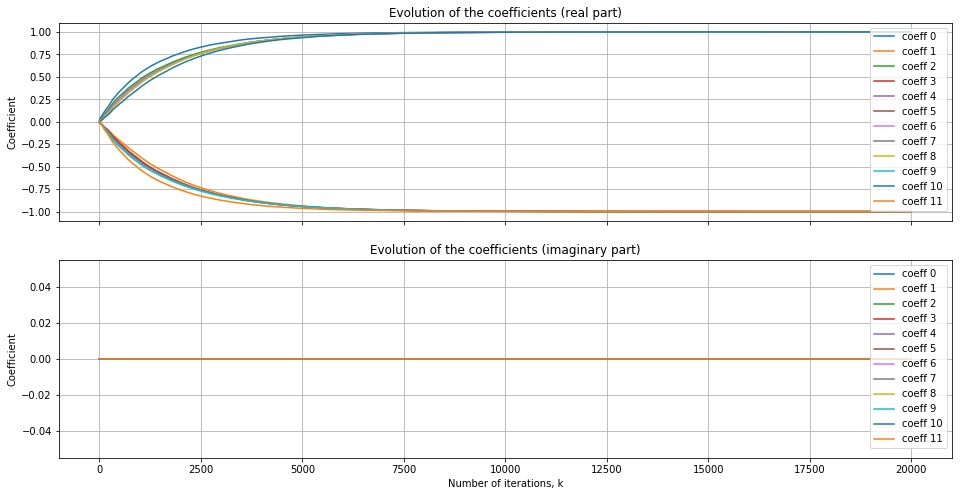 Evolution of the coefficients (real part)
1.00
0.75
0.50
0.25
0.00
−0.25
−0.50
−0.75
−1.00
Coefficient
coeff 0
coeff 1
coeff 2
coeff 3
coeff 4
coeff 5
coeff 6
coeff 7
coeff 8
coeff 9
coeff 10
coeff 11
Evolution of the coefficients (imaginary part)
0.04
0.02
0.00
−0.02
−0.04
Coefficient
coeff 0
coeff 1
coeff 2
coeff 3
coeff 4
coeff 5
coeff 6
coeff 7
coeff 8
coeff 9
coeff 10
coeff 11
0 2500 5000 7500 10000 12500 15000 17500 20000
Number of iterations, k